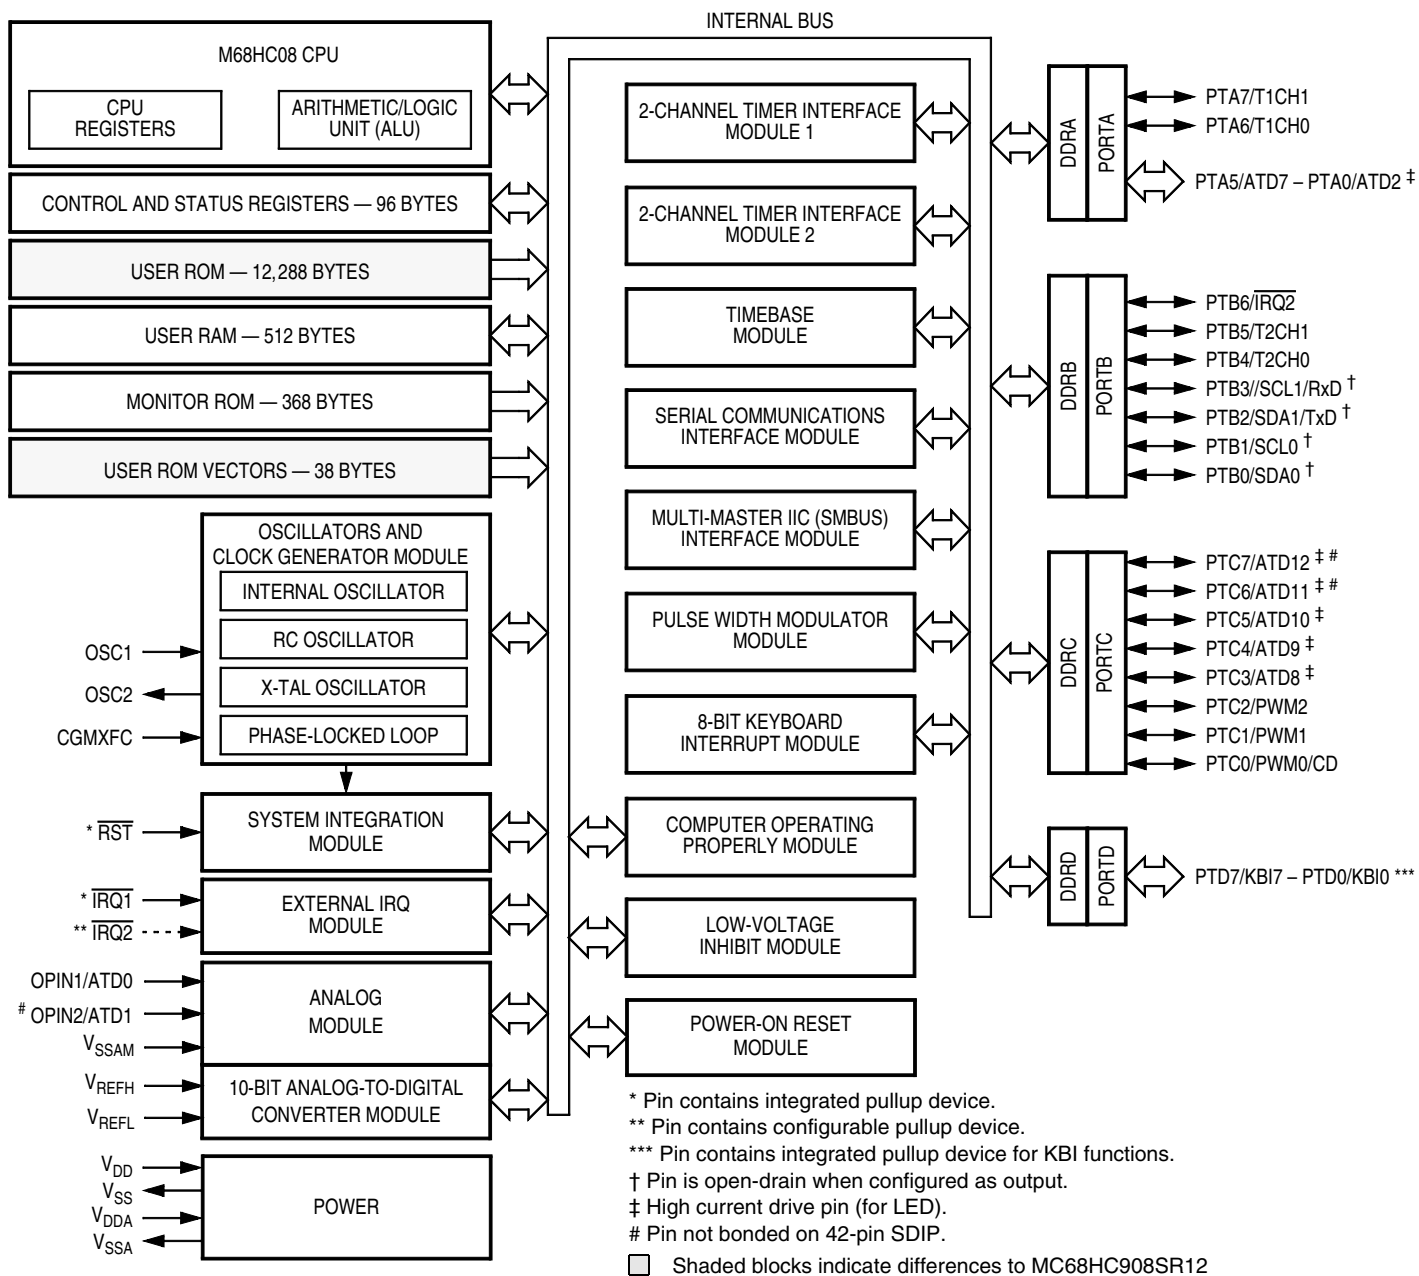 INTERNAL BUS
M68HC08 CPU
CPU
REGISTERS
ARITHMETIC/LOGIC
UNIT (ALU)
CONTROL AND STATUS REGISTERS — 96 BYTES
USER ROM — 12,288 BYTES
USER RAM — 512 BYTES
MONITOR ROM — 368 BYTES
USER ROM VECTORS — 38 BYTES
OSCILLATORS AND
CLOCK GENERATOR MODULE
INTERNAL OSCILLATOR
RC OSCILLATOR
X-TAL OSCILLATOR
PHASE-LOCKED LOOP
OSC1
OSC2
CGMXFC
SYSTEM INTEGRATION
MODULE
* RST
EXTERNAL IRQ
MODULE
* IRQ1
** IRQ2
ANALOG
MODULE
OPIN1/ATD0
# OPIN2/ATD1
VSSAM
10-BIT ANALOG-TO-DIGITAL
CONVERTER MODULE
VREFH
VREFL
POWER
VDD
VSS
VDDA
VSSA
2-CHANNEL TIMER INTERFACE
MODULE 1
2-CHANNEL TIMER INTERFACE
MODULE 2
TIMEBASE
MODULE
SERIAL COMMUNICATIONS
INTERFACE MODULE
MULTI-MASTER IIC (SMBUS)
INTERFACE MODULE
PULSE WIDTH MODULATOR
MODULE
8-BIT KEYBOARD
INTERRUPT MODULE
COMPUTER OPERATING
PROPERLY MODULE
LOW-VOLTAGE
INHIBIT MODULE
POWER-ON RESET
MODULE
DDRA
PORTA
PTA7/T1CH1
PTA6/T1CH0
PTA5/ATD7 – PTA0/ATD2 ‡
DDRB
PORTB
PTB6/IRQ2
PTB5/T2CH1
PTB4/T2CH0
PTB3//SCL1/RxD †
PTB2/SDA1/TxD †
PTB1/SCL0 †
PTB0/SDA0 †
DDRC
PORTC
PTC7/ATD12 ‡ #
PTC6/ATD11 ‡ #
PTC5/ATD10 ‡
PTC4/ATD9 ‡
PTC3/ATD8 ‡
PTC2/PWM2
PTC1/PWM1
PTC0/PWM0/CD
DDRD
PORTD
PTD7/KBI7 – PTD0/KBI0 ***
* Pin contains integrated pullup device.
** Pin contains configurable pullup device.
*** Pin contains integrated pullup device for KBI functions.
† Pin is open-drain when configured as output.
‡ High current drive pin (for LED).
# Pin not bonded on 42-pin SDIP.
Shaded blocks indicate differences to MC68HC908SR12